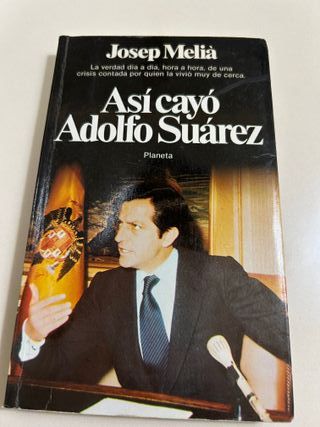 Josep Melià
La verdad día a día, hora a hora, de una
crisis contada por quien la vivió muy de cerca.
Así cayó
Adolfo Suárez
Planeta